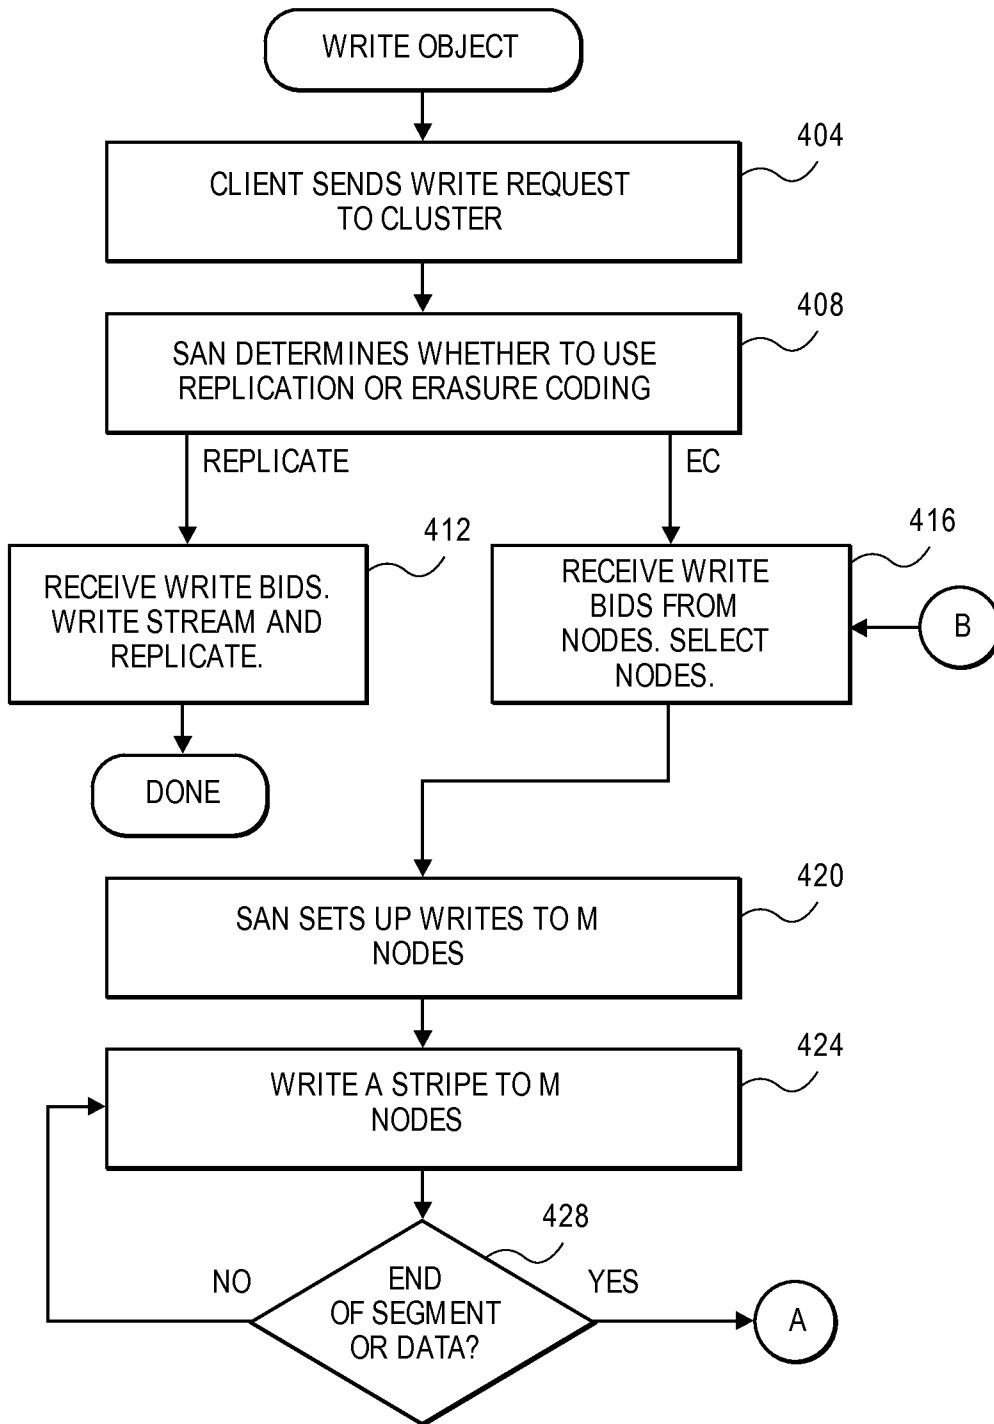 WRITE OBJECT
404
CLIENT SENDS WRITE REQUEST
TO CLUSTER
408
SAN DETERMINES WHETHER TO USE
REPLICATION OR ERASURE CODING
REPLICATE
EC
412
RECEIVE WRITE BIDS.
WRITE STREAM AND
REPLICATE.
416
RECEIVE WRITE
BIDS FROM
NODES. SELECT
NODES.
B
DONE
420
SAN SETS UP WRITES TO M
NODES
424
WRITE A STRIPE TO M
NODES
428
NO
END
OF SEGMENT
OR DATA?
YES
A